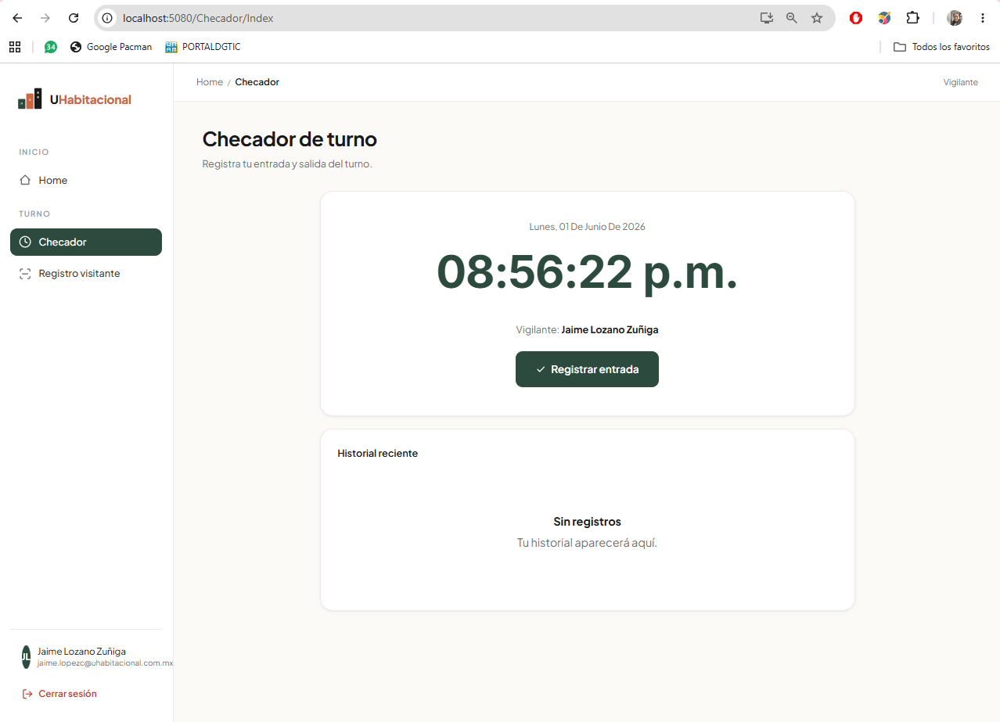 localhost:5080/Checador/Index
34
Google Pacman
UNAM
PORTALDGTIC
Todos los favoritos
UHabitacional
Home / Checador
Vigilante
INICIO
Home
TURNO
Checador
Registro visitante
Checador de turno
Registra tu entrada y salida del turno.
Lunes, 01 De Junio De 2026
08:56:22 p.m.
Vigilante: Jaime Lozano Zuñiga
Registrar entrada
Historial reciente
Sin registros
Tu historial aparecerá aquí.
JL
Jaime Lozano Zuñiga
jaime.lopezc@uhabitacional.com.mx
Cerrar sesión